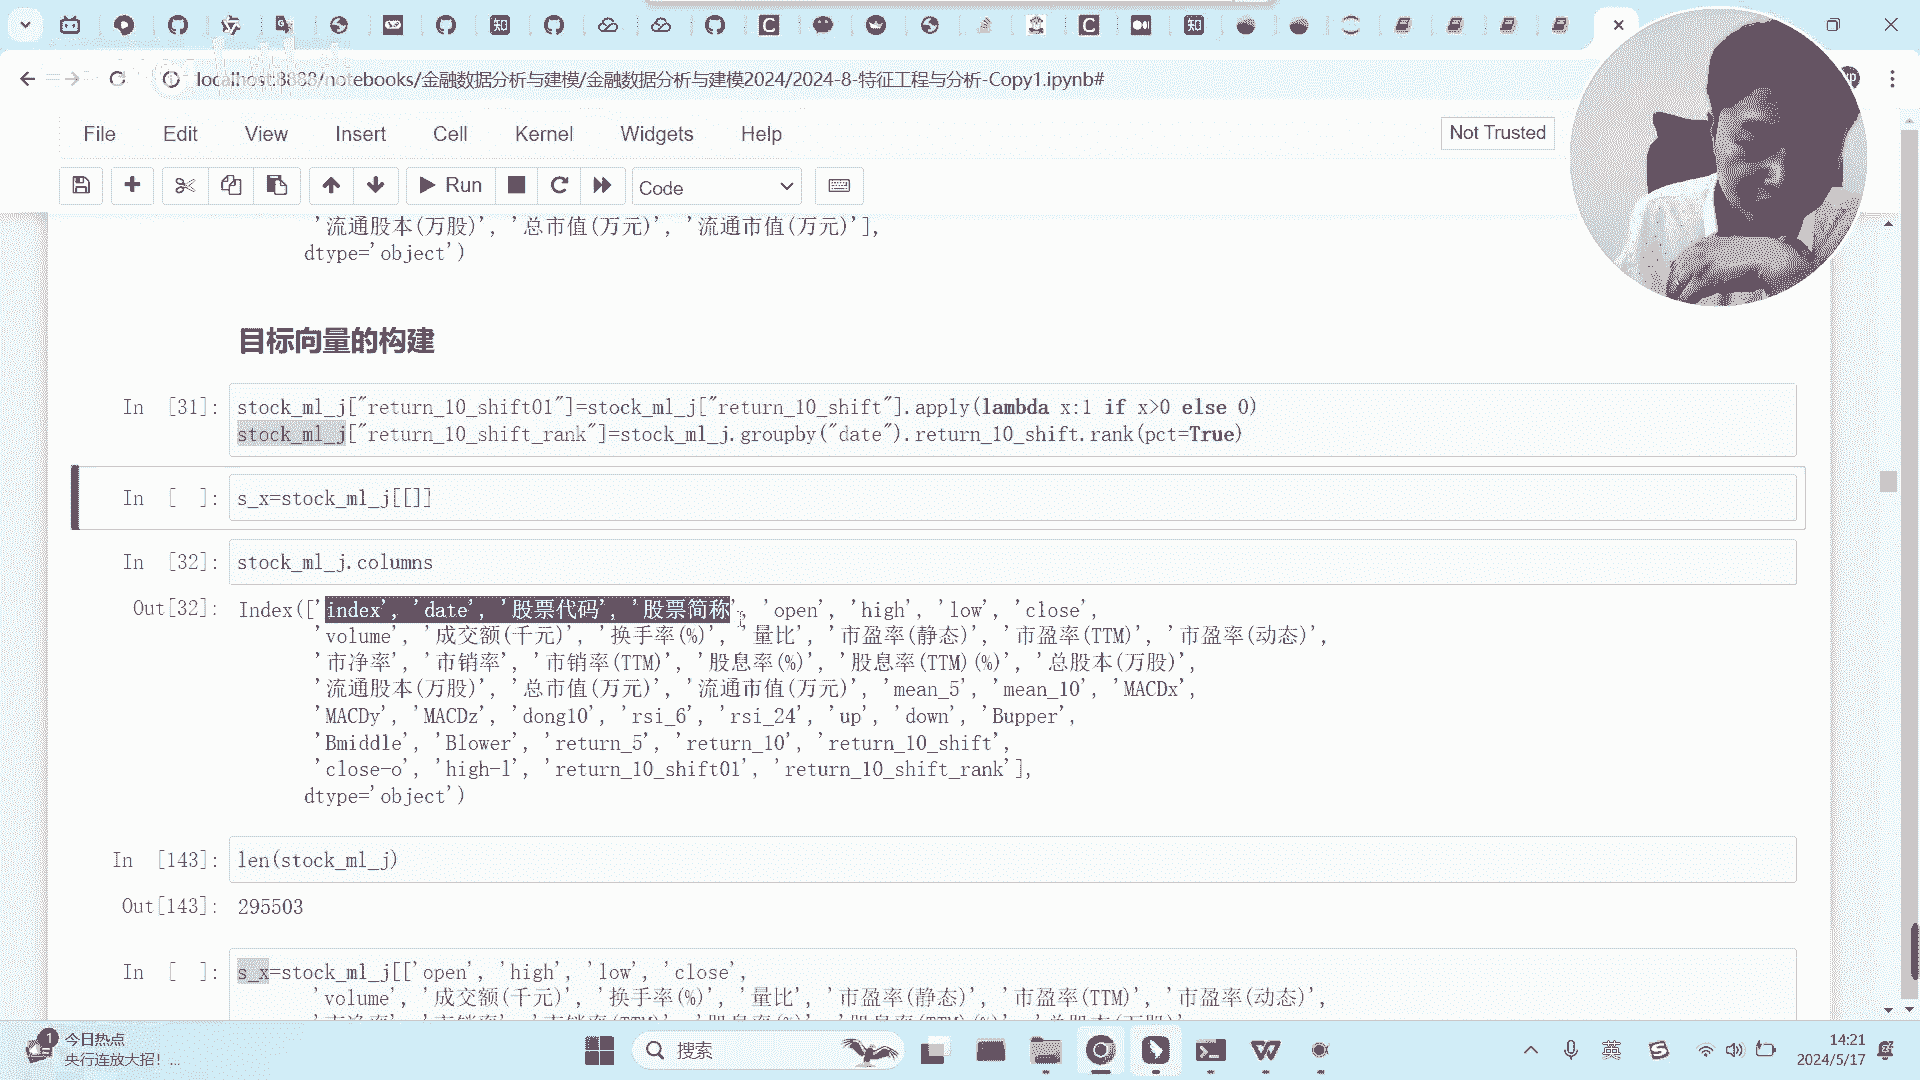 localhost:8888/notebooks/金融数据分析与建模/金融数据分析与建模2024/2024-8-特征工程与分析-Copy1.ipynb#
File Edit View Insert Cell Kernel Widgets Help
Not Trusted
Run
Code
'流通股本(万股)', '总市值(万元)', '流通市值(万元)'],
dtype='object')
目标向量的构建
In [31]: stock_ml_j["return_10_shift01"]=stock_ml_j["return_10_shift"].apply(lambda x:1 if x>0 else 0)
stock_ml_j["return_10_shift_rank"]=stock_ml_j.groupby("date").return_10_shift.rank(pct=True)
In [ ]: s_x=stock_ml_j[[]]
In [32]: stock_ml_j.columns
Out[32]: Index(['index', 'date', '股票代码', '股票简称', 'open', 'high', 'low', 'close',
'volume', '成交额(千元)', '换手率(%)', '量比', '市盈率(静态)', '市盈率(TTM)', '市盈率(动态)',
'市净率', '市销率', '市销率(TTM)', '股息率(%)', '股息率(TTM)(%)', '总股本(万股)',
'流通股本(万股)', '总市值(万元)', '流通市值(万元)', 'mean_5', 'mean_10', 'MACDx',
'MACDy', 'MACDz', 'dong10', 'rsi_6', 'rsi_24', 'up', 'down', 'Bupper',
'Bmiddle', 'Blower', 'return_5', 'return_10', 'return_10_shift',
'close-o', 'high-l', 'return_10_shift01', 'return_10_shift_rank'],
dtype='object')
In [143]: len(stock_ml_j)
Out[143]: 295503
In [ ]: s_x=stock_ml_j[['open', 'high', 'low', 'close',
'volume', '成交额(千元)', '换手率(%)', '量比', '市盈率(静态)', '市盈率(TTM)', '市盈率(动态)',
1
今日热点
央行连放大招! ...
搜索
英
14:21
2024/5/17